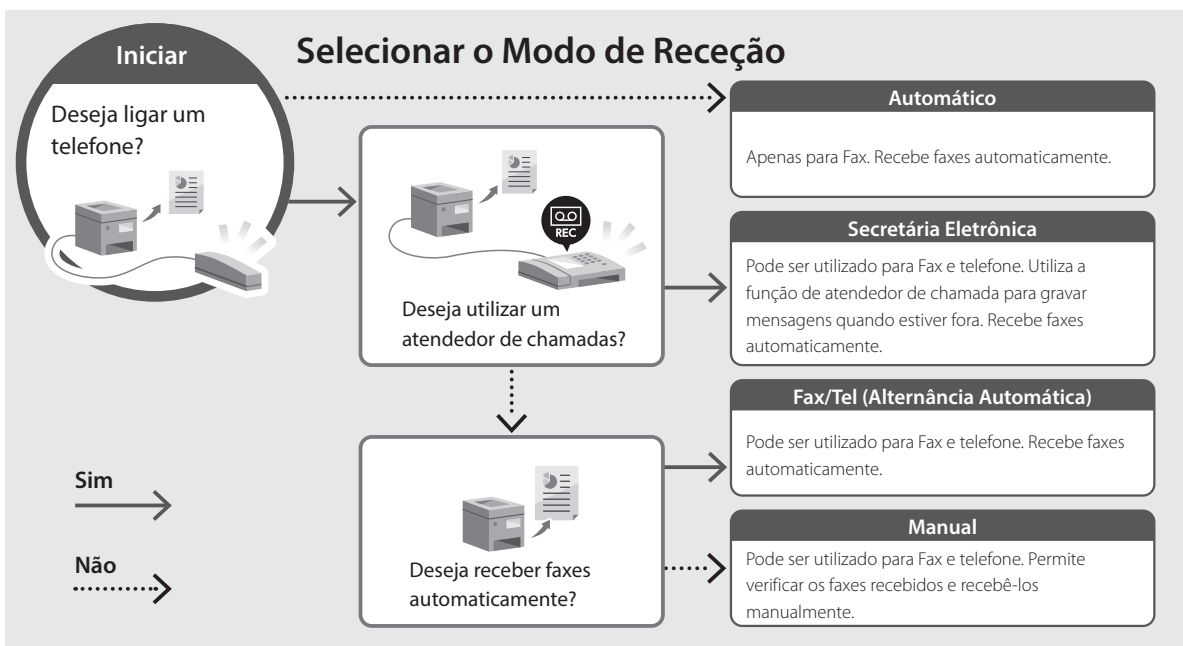 Selecionar o Modo de Receção
Iniciar
Deseja ligar um
telefone?
REC
Deseja utilizar um
atendedor de chamadas?
Deseja receber faxes
automaticamente?
Automático
Apenas para Fax. Recebe faxes automaticamente.
Secretária Eletrônica
Pode ser utilizado para Fax e telefone. Utiliza a
função de atendedor de chamada para gravar
mensagens quando estiver fora. Recebe faxes
automaticamente.
Fax/Tel (Alternância Automática)
Pode ser utilizado para Fax e telefone. Recebe faxes
automaticamente.
Manual
Pode ser utilizado para Fax e telefone. Permite
verificar os faxes recebidos e recebê-los
manualmente.
Sim
Não